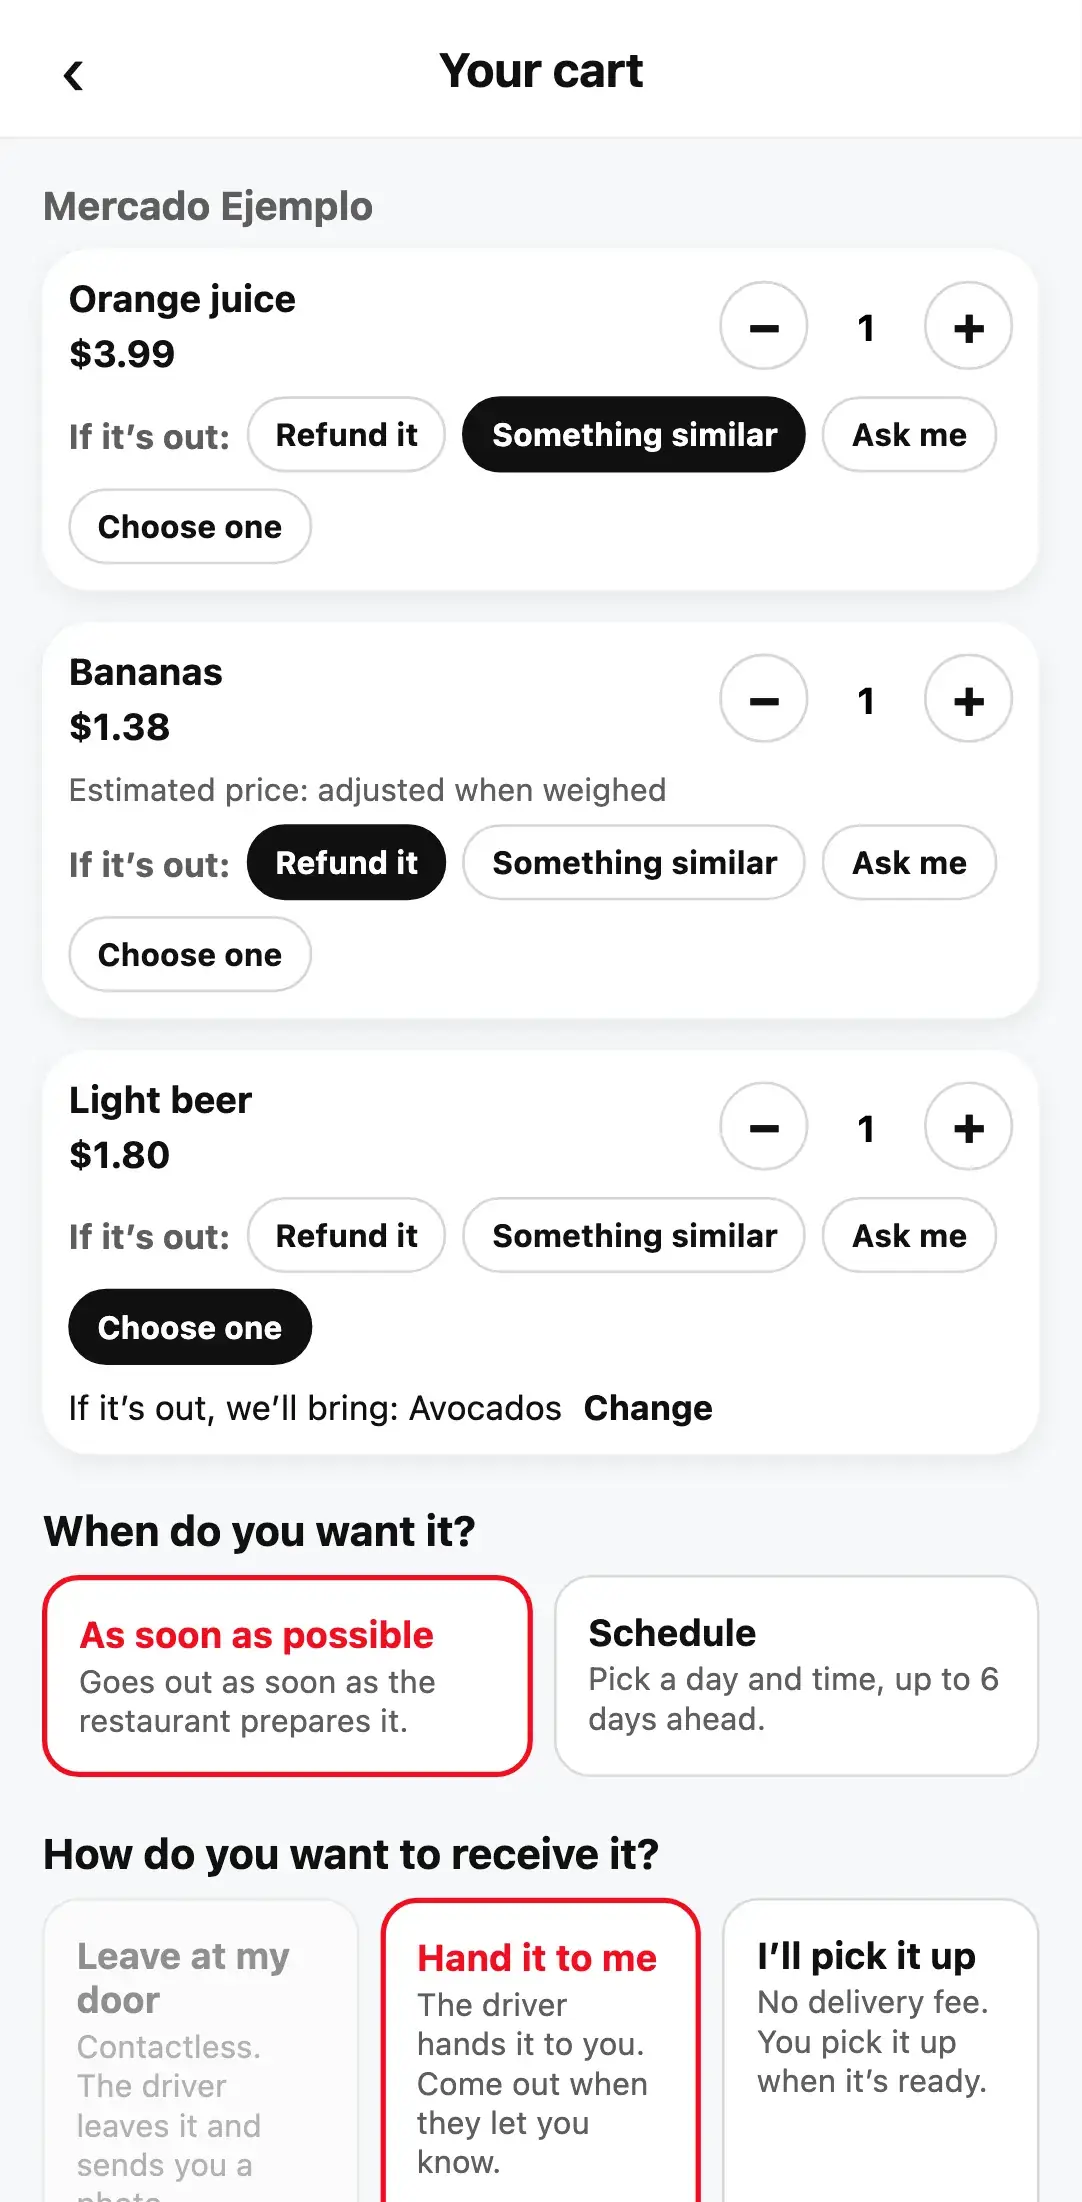 Your cart
Mercado Ejemplo
Orange juice
$3.99
1
If it’s out: Refund it Something similar Ask me
Choose one
Bananas
$1.38
1
Estimated price: adjusted when weighed
If it’s out: Refund it Something similar Ask me
Choose one
Light beer
$1.80
1
If it’s out: Refund it Something similar Ask me
Choose one
If it’s out, we’ll bring: Avocados Change
When do you want it?
As soon as possible
Goes out as soon as the
restaurant prepares it.
Schedule
Pick a day and time, up to 6
days ahead.
How do you want to receive it?
Leave at my
door
Contactless.
The driver
leaves it and
sends you a
Hand it to me
The driver
hands it to you.
Come out when
they let you
know.
I’ll pick it up
No delivery fee.
You pick it up
when it’s ready.